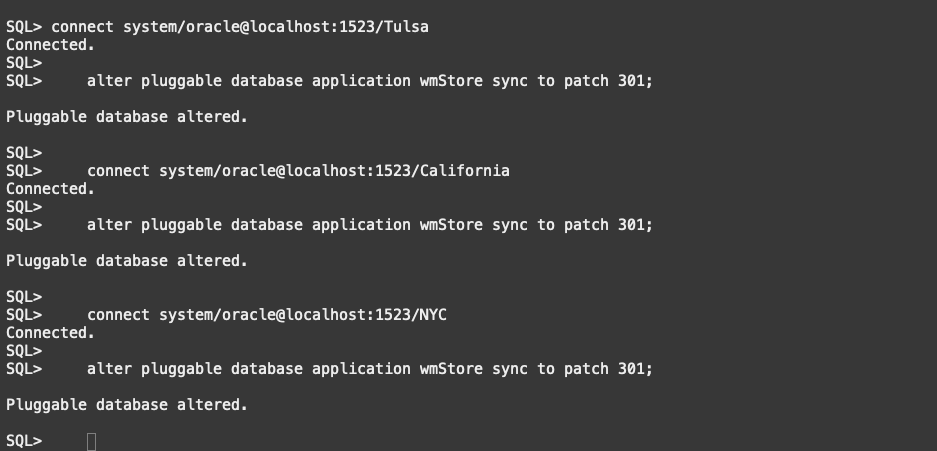 SQL> connect system/oracle@localhost:1523/Tulsa
Connected.
SQL>
SQL>     alter pluggable database application wmStore sync to patch 301;
Pluggable database altered.
SQL>
SQL>     connect system/oracle@localhost:1523/California
Connected.
SQL>
SQL>     alter pluggable database application wmStore sync to patch 301;
Pluggable database altered.
SQL>
SQL>     connect system/oracle@localhost:1523/NYC
Connected.
SQL>
SQL>     alter pluggable database application wmStore sync to patch 301;
Pluggable database altered.
SQL>